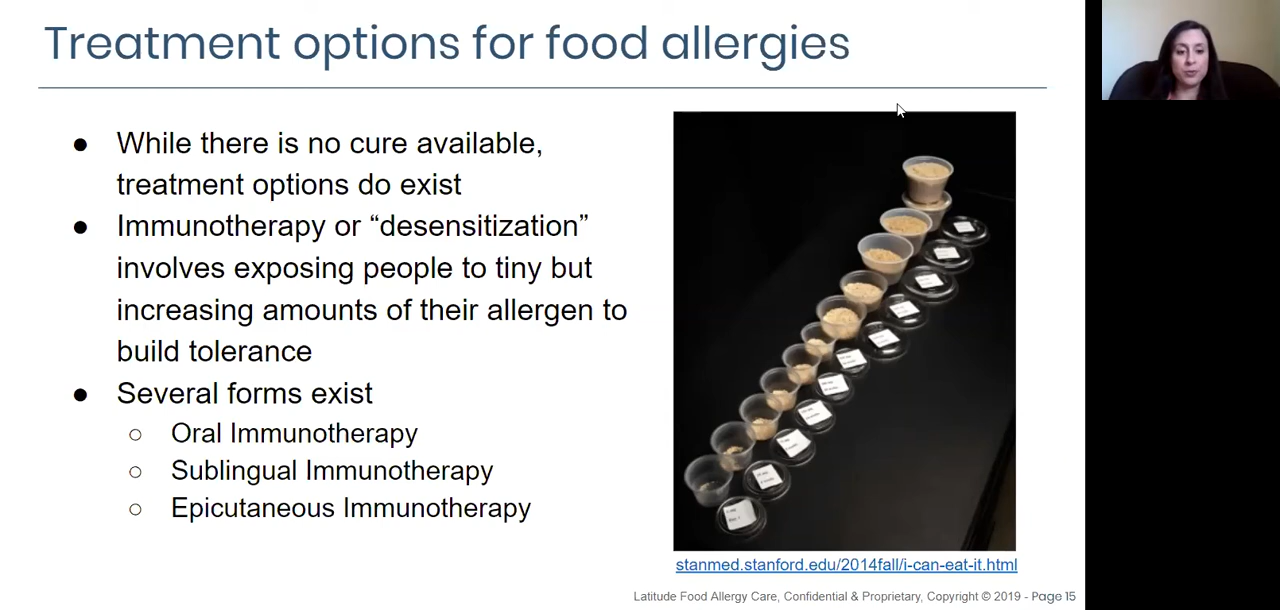 Treatment options for food allergies
● While there is no cure available,
treatment options do exist
● Immunotherapy or “desensitization”
involves exposing people to tiny but
increasing amounts of their allergen to
build tolerance
● Several forms exist
○ Oral Immunotherapy
○ Sublingual Immunotherapy
○ Epicutaneous Immunotherapy
stanmed.stanford.edu/2014fall/i-can-eat-it.html
Latitude Food Allergy Care, Confidential & Proprietary, Copyright © 2019 - Page 15